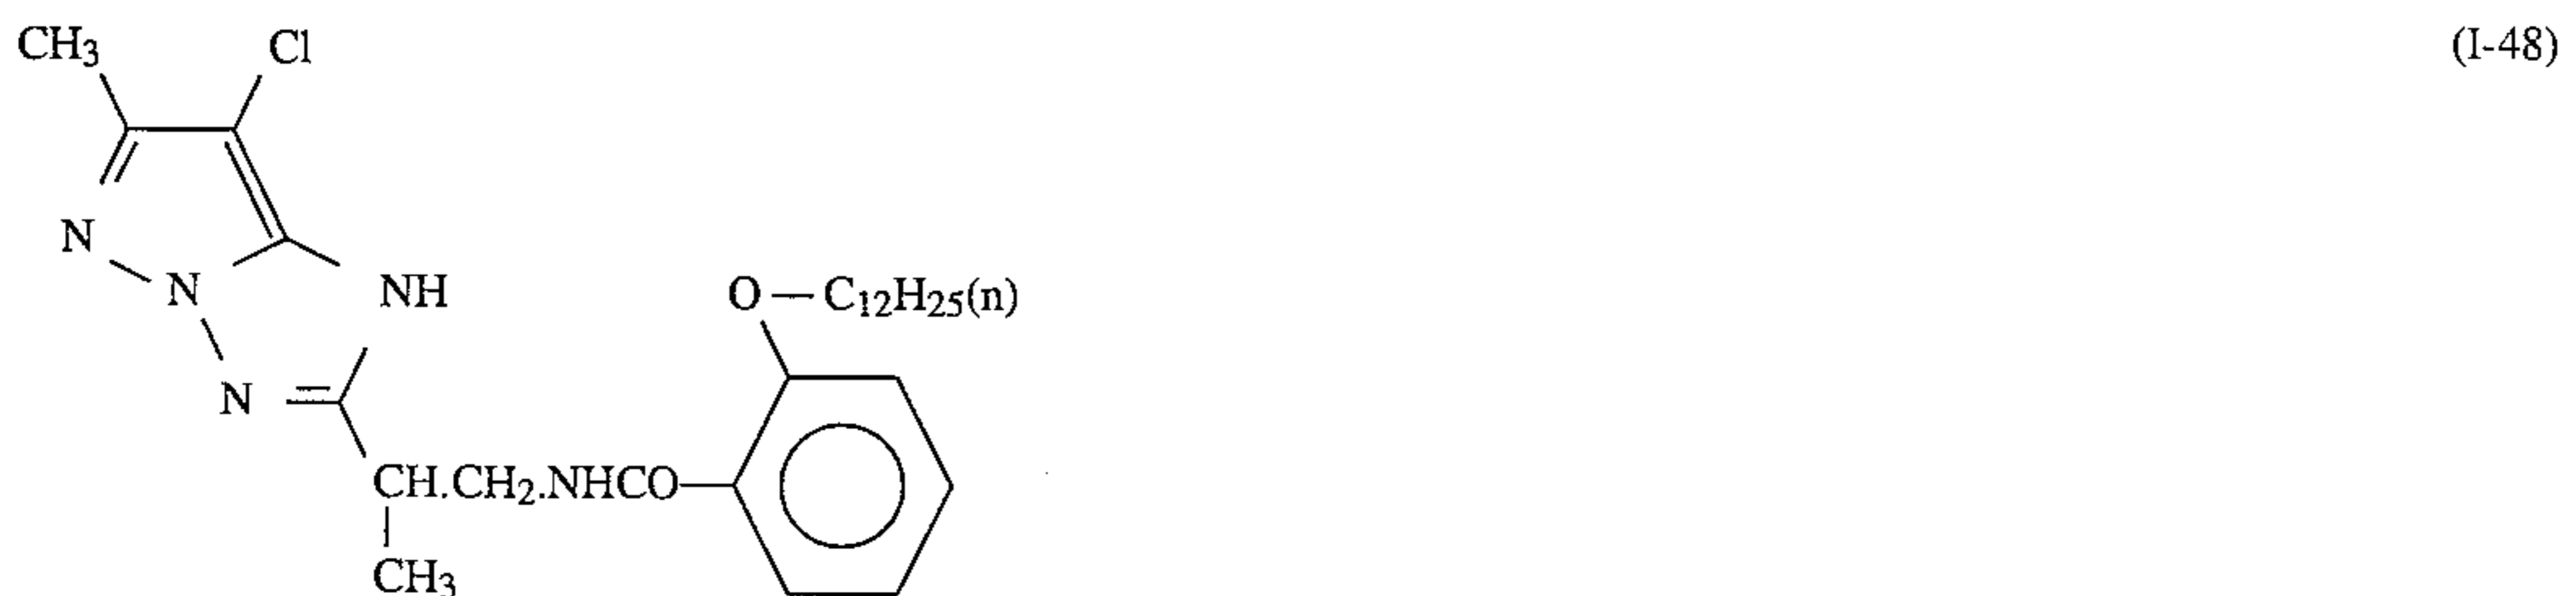 CH3 Cl (I-48)
N
N NH O — C12H25(n)
N
CH.CH2.NHCO
CH3